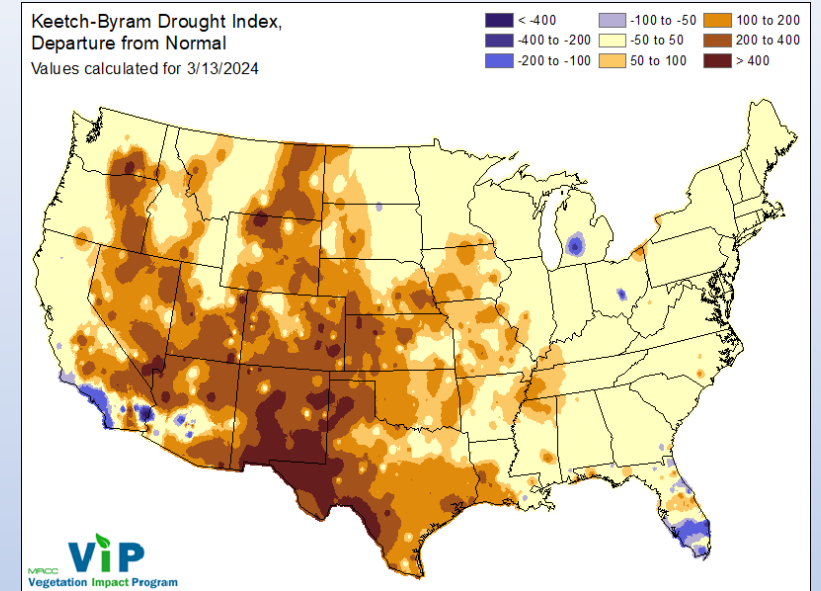 Keetch-Byram Drought Index,
Departure from Normal
Values calculated for 3/13/2024
< -400
-400 to -200
-200 to -100
-100 to -50
-50 to 50
50 to 100
100 to 200
200 to 400
> 400
MRCC ViP
Vegetation Impact Program